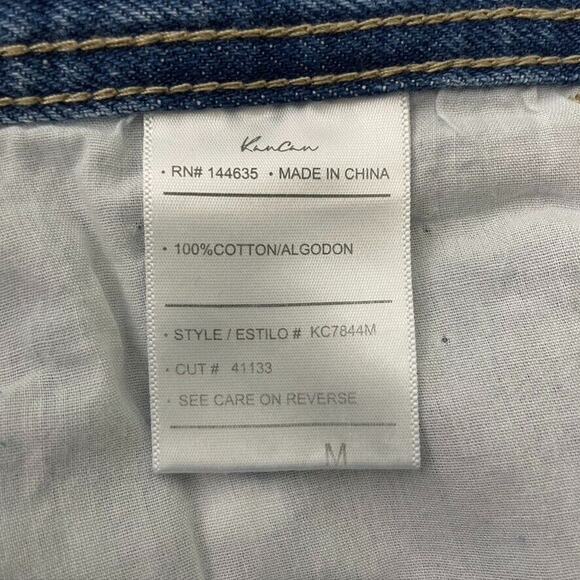 KanCan
· RN# 144635 · MADE IN CHINA
· 100%COTTON/ALGODON
· STYLE / ESTILO # KC7844M
· CUT # 41133
· SEE CARE ON REVERSE
M